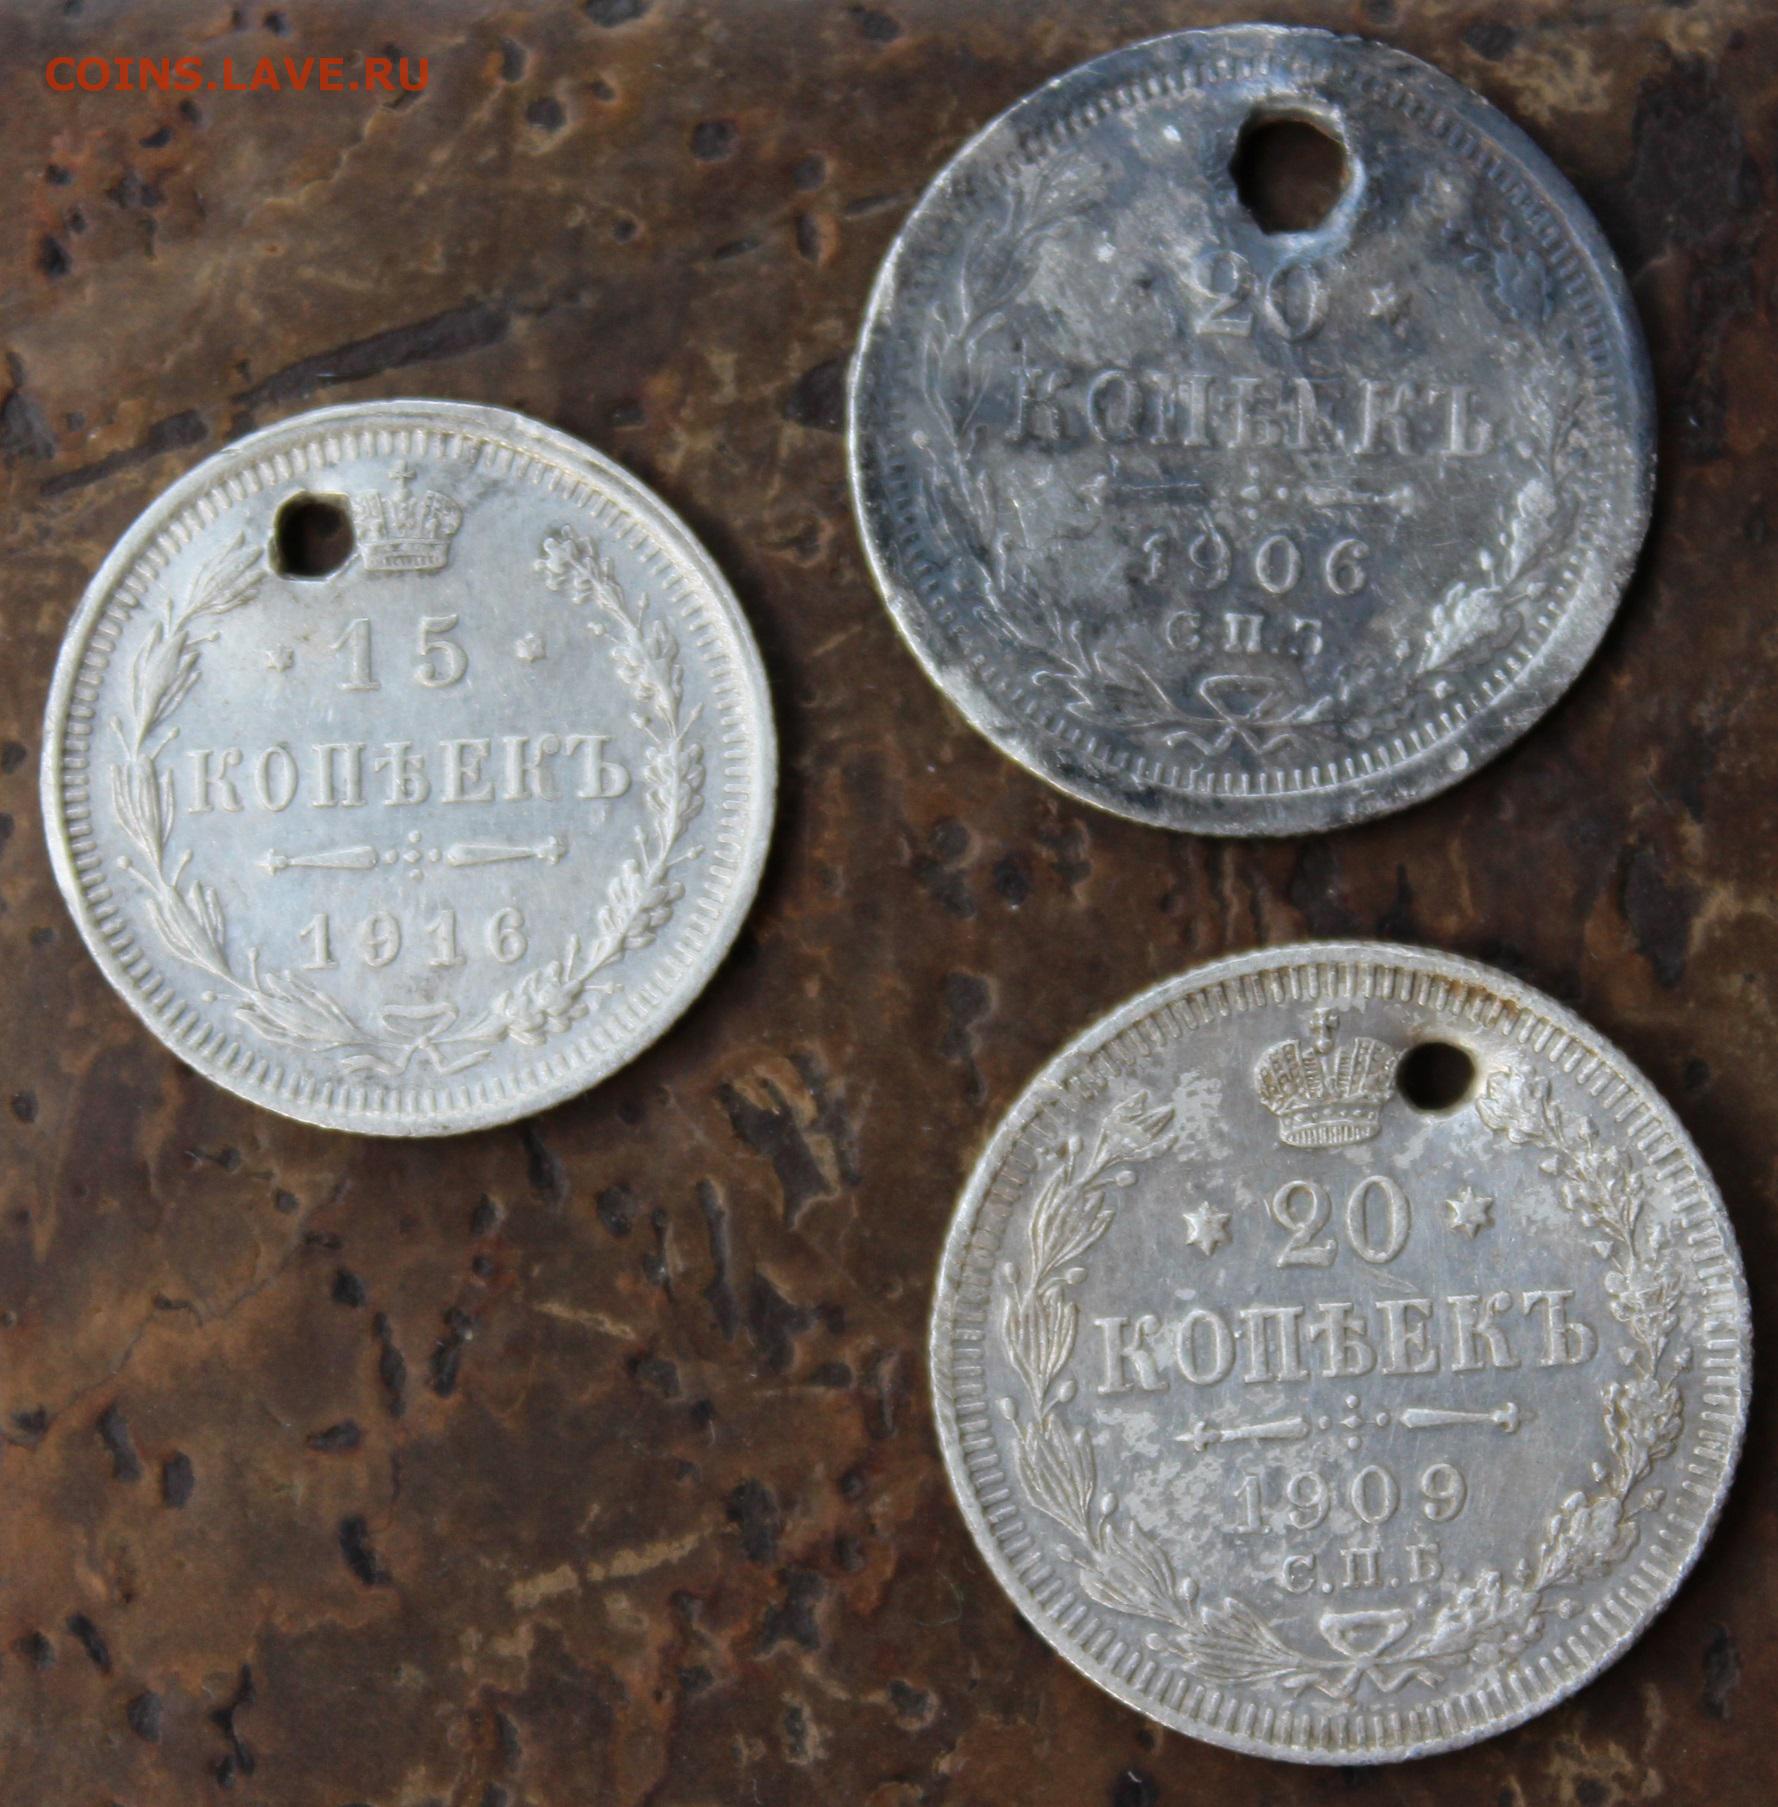 COINS.LAVE.RU
20
КОПѢЕКЪ
1906
С.П.Б
15
КОПѢЕКЪ
1916
20
КОПѢЕКЪ
1909
С.П.Б.